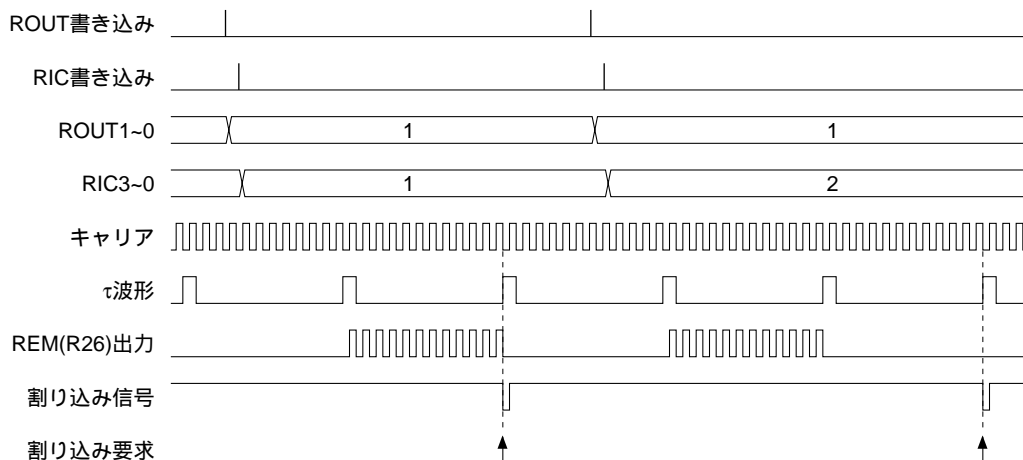 ROUT書き込み
RIC書き込み
ROUT1~0 1 1
RIC3~0 1 2
キャリア
τ波形
REM(R26)出力
割り込み信号
割り込み要求